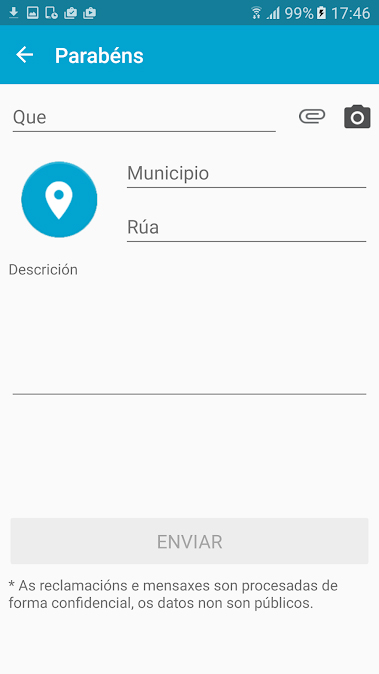 99% 17:46
Parabéns
Que
Municipio
Rúa
Descrición
ENVIAR
* As reclamacións e mensaxes son procesadas de
forma confidencial, os datos non son públicos.